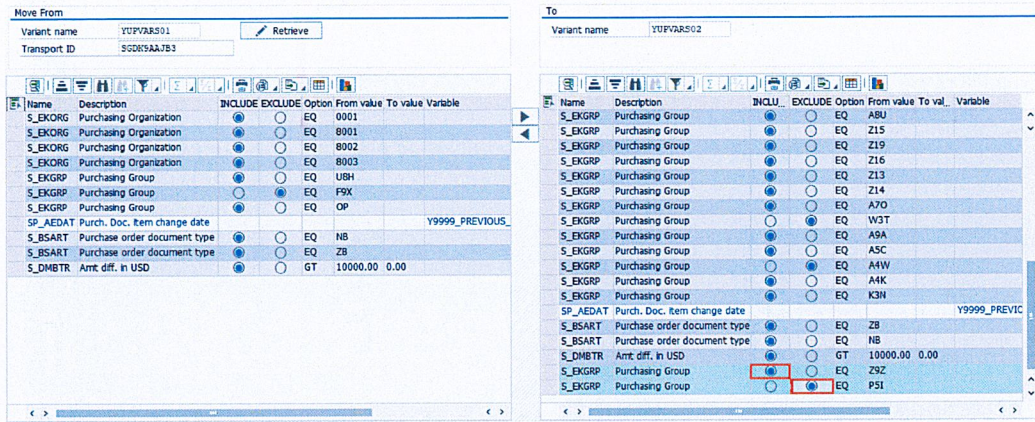 Move From
Variant name YUPVARS01 Retrieve
Transport ID SGDK9AAJB3
Name Description INCLUDE EXCLUDE Option From value To value Variable
S_EKORG Purchasing Organization EQ 0001
S_EKORG Purchasing Organization EQ 8001
S_EKORG Purchasing Organization EQ 8002
S_EKORG Purchasing Organization EQ 8003
S_EKGRP Purchasing Group EQ U8H
S_EKGRP Purchasing Group EQ F9X
S_EKGRP Purchasing Group EQ OP
SP_AEDAT Purch. Doc. Item change date Y9999_PREVIOUS_
S_BSART Purchase order document type EQ NB
S_BSART Purchase order document type EQ ZB
S_DMBTR Amt diff. in USD GT 10000.00 0.00
To
Variant name YUPVARS02
Name Description INCLU... EXCLUDE Option From value To val... Variable
S_EKGRP Purchasing Group EQ ABU
S_EKGRP Purchasing Group EQ Z15
S_EKGRP Purchasing Group EQ Z19
S_EKGRP Purchasing Group EQ Z16
S_EKGRP Purchasing Group EQ Z13
S_EKGRP Purchasing Group EQ Z14
S_EKGRP Purchasing Group EQ A7O
S_EKGRP Purchasing Group EQ W3T
S_EKGRP Purchasing Group EQ A9A
S_EKGRP Purchasing Group EQ A5C
S_EKGRP Purchasing Group EQ A4W
S_EKGRP Purchasing Group EQ A4K
S_EKGRP Purchasing Group EQ K3N
SP_AEDAT Purch. Doc. Item change date Y9999_PREVIC
S_BSART Purchase order document type EQ ZB
S_BSART Purchase order document type EQ NB
S_DMBTR Amt diff. in USD GT 10000.00 0.00
S_EKGRP Purchasing Group EQ Z9Z
S_EKGRP Purchasing Group EQ P5I